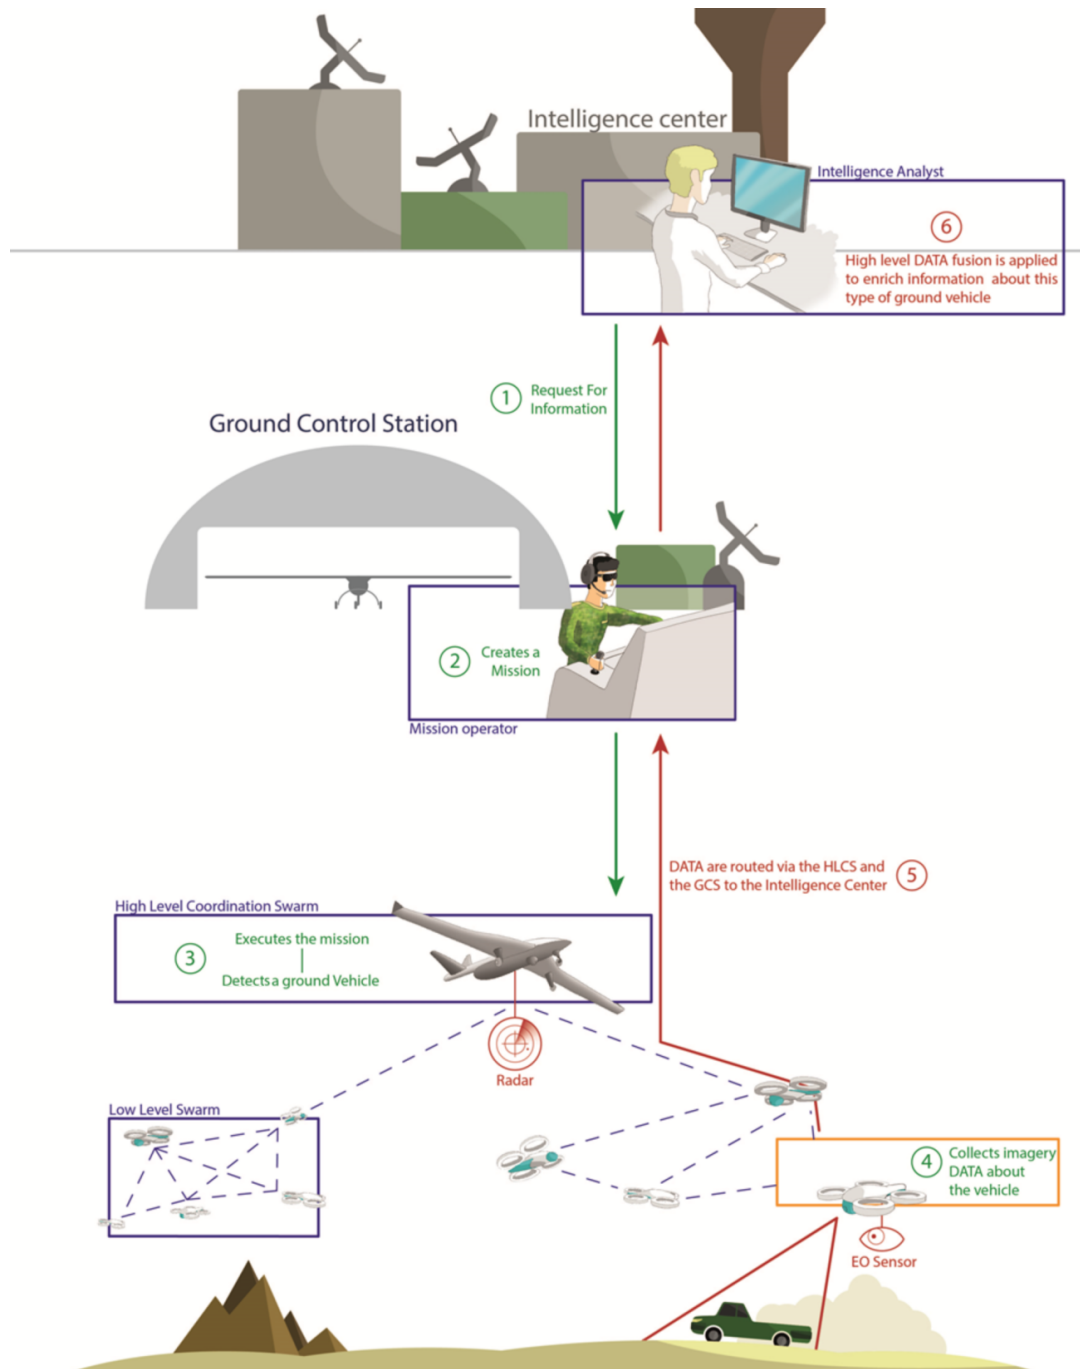 Intelligence center
Intelligence Analyst
6
High level DATA fusion is applied
to enrich information about this
type of ground vehicle
1
Request For
Information
Ground Control Station
2
Creates a
Mission
Mission operator
DATA are routed via the HLCS and
the GCS to the Intelligence Center
5
High Level Coordination Swarm
3
Executes the mission
Detects a ground Vehicle
Radar
Low Level Swarm
4
Collects imagery
DATA about
the vehicle
EO Sensor